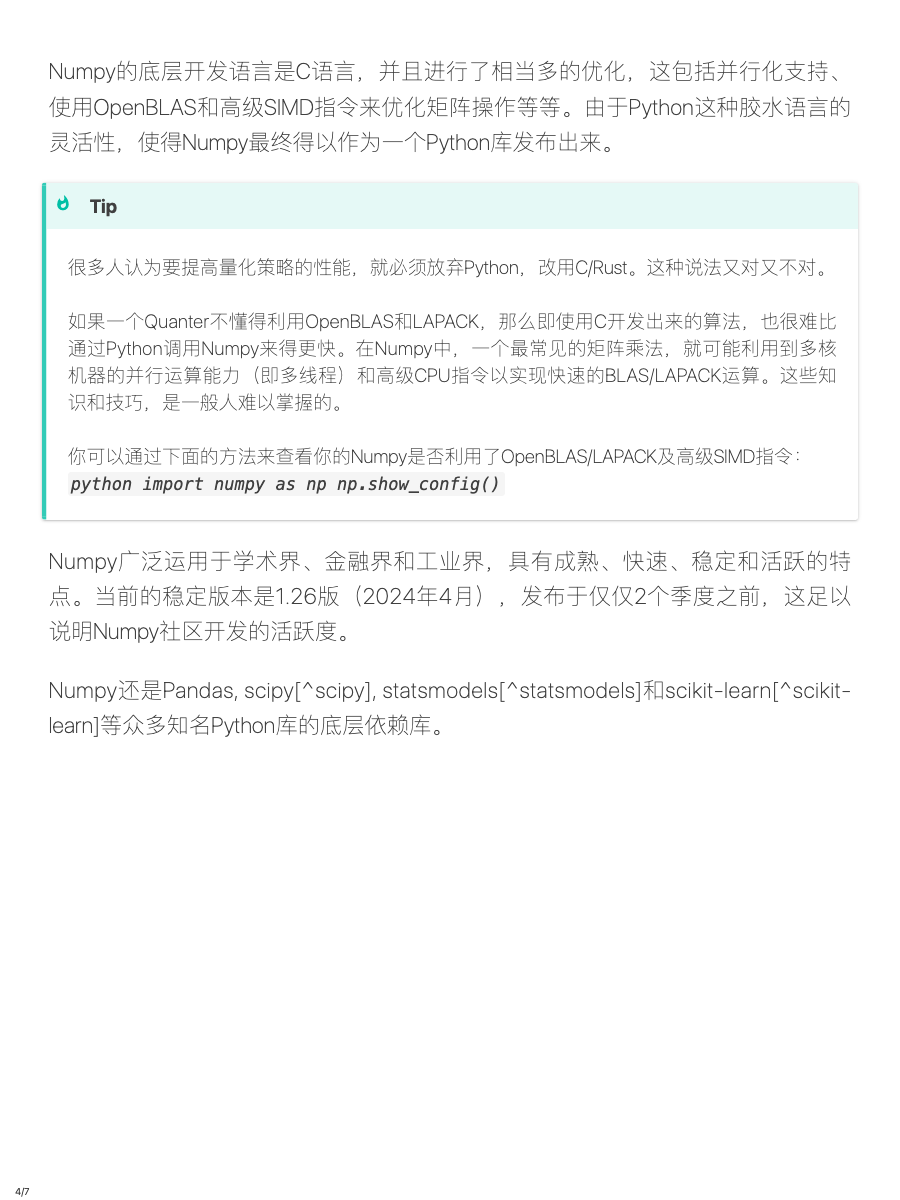 Numpy的底层开发语言是C语言，并且进行了相当多的优化，这包括并行化支持、
使用OpenBLAS和高级SIMD指令来优化矩阵操作等等。由于Python这种胶水语言的
灵活性，使得Numpy最终得以作为一个Python库发布出来。
Tip
很多人认为要提高量化策略的性能，就必须放弃Python，改用C/Rust。这种说法又对又不对。
如果一个Quanter不懂得利用OpenBLAS和LAPACK，那么即使用C开发出来的算法，也很难比
通过Python调用Numpy来得更快。在Numpy中，一个最常见的矩阵乘法，就可能利用到多核
机器的并行运算能力（即多线程）和高级CPU指令以实现快速的BLAS/LAPACK运算。这些知
识和技巧，是一般人难以掌握的。
你可以通过下面的方法来查看你的Numpy是否利用了OpenBLAS/LAPACK及高级SIMD指令：
python import numpy as np np.show_config()
Numpy广泛运用于学术界、金融界和工业界，具有成熟、快速、稳定和活跃的特
点。当前的稳定版本是1.26版（2024年4月），发布于仅仅2个季度之前，这足以
说明Numpy社区开发的活跃度。
Numpy还是Pandas, scipy[^scipy], statsmodels[^statsmodels]和scikit-learn[^scikit-
learn]等众多知名Python库的底层依赖库。
4/7